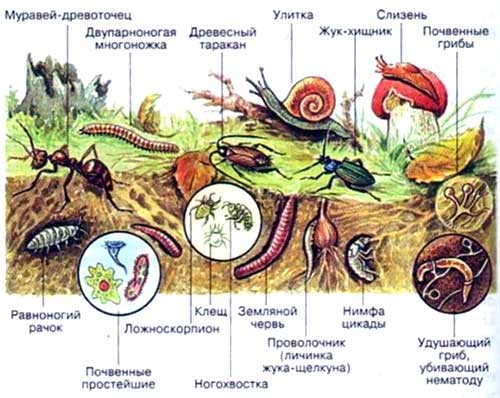 Муравей-древоточец
Двупарноногая
многоножка
Древесный
таракан
Улитка
Жук-хищник
Слизень
Почвенные
грибы
Равноногий
рачок
Почвенные
простейшие
Ложноскорпион
Клещ
Ногохвостка
Земляной
червь
Проволочник
(личинка
жука-щелкуна)
Нимфа
цикады
Удушающий
гриб,
убивающий
нематоду